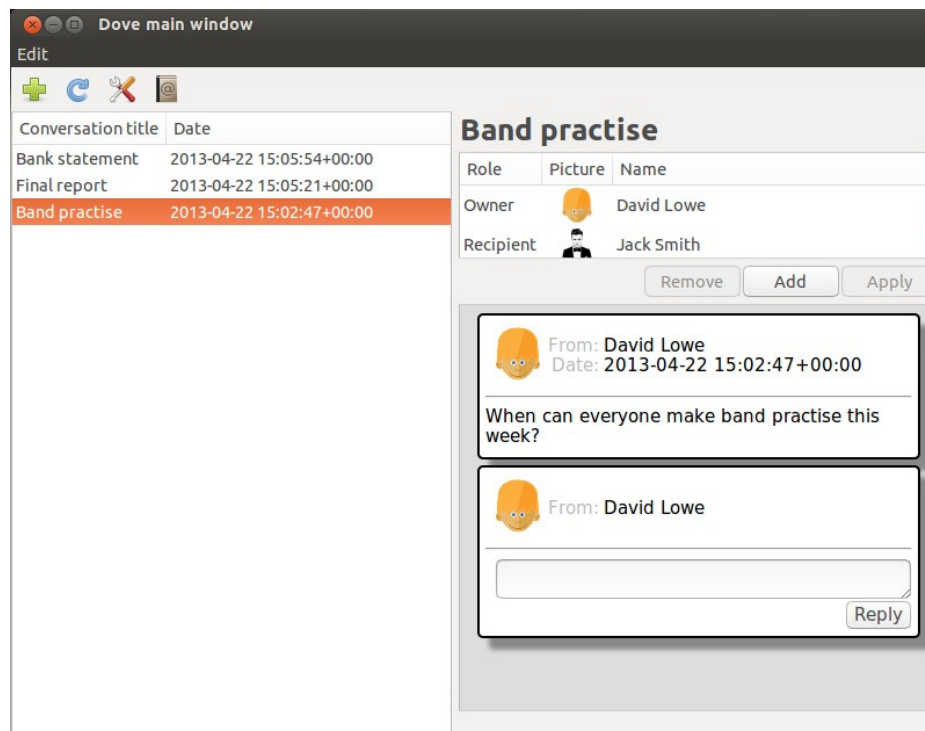 Dove main window
Edit
Conversation title Date
Bank statement 2013-04-22 15:05:54+00:00
Final report 2013-04-22 15:05:21+00:00
Band practise 2013-04-22 15:02:47+00:00
Band practise
Role Picture Name
Owner David Lowe
Recipient Jack Smith
Remove Add Apply
From: David Lowe
Date: 2013-04-22 15:02:47+00:00
When can everyone make band practise this
week?
From: David Lowe
Reply